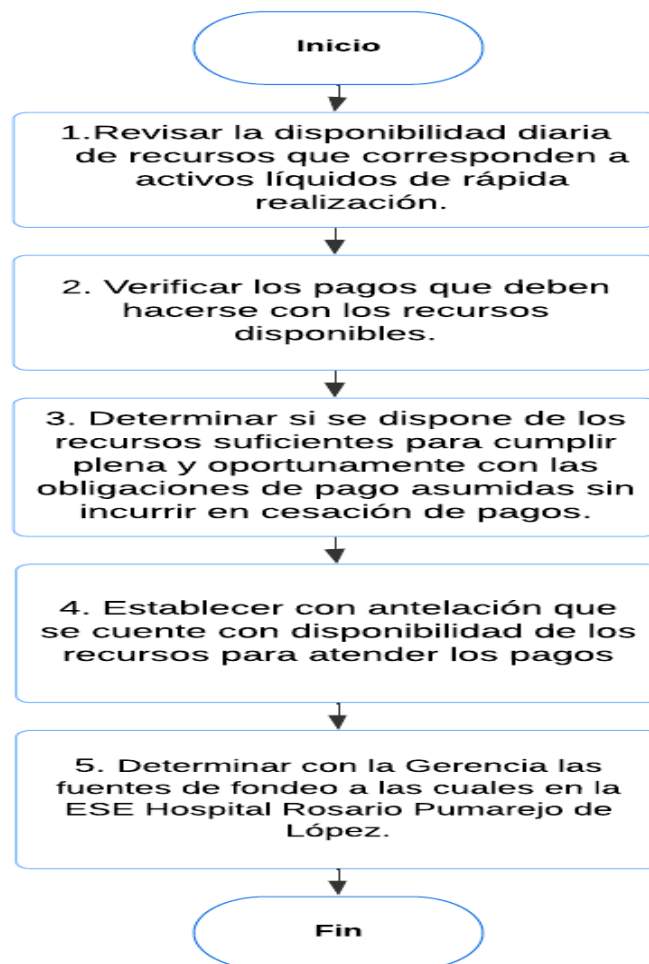 Inicio
1.Revisar la disponibilidad diaria
de recursos que corresponden a
activos líquidos de rápida
realización.
2. Verificar los pagos que deben
hacerse con los recursos
disponibles.
3. Determinar si se dispone de los
recursos suficientes para cumplir
plena y oportunamente con las
obligaciones de pago asumidas sin
incurrir en cesación de pagos.
4. Establecer con antelación que
se cuente con disponibilidad de los
recursos para atender los pagos
5. Determinar con la Gerencia las
fuentes de fondeo a las cuales en la
ESE Hospital Rosario Pumarejo de
López.
Fin